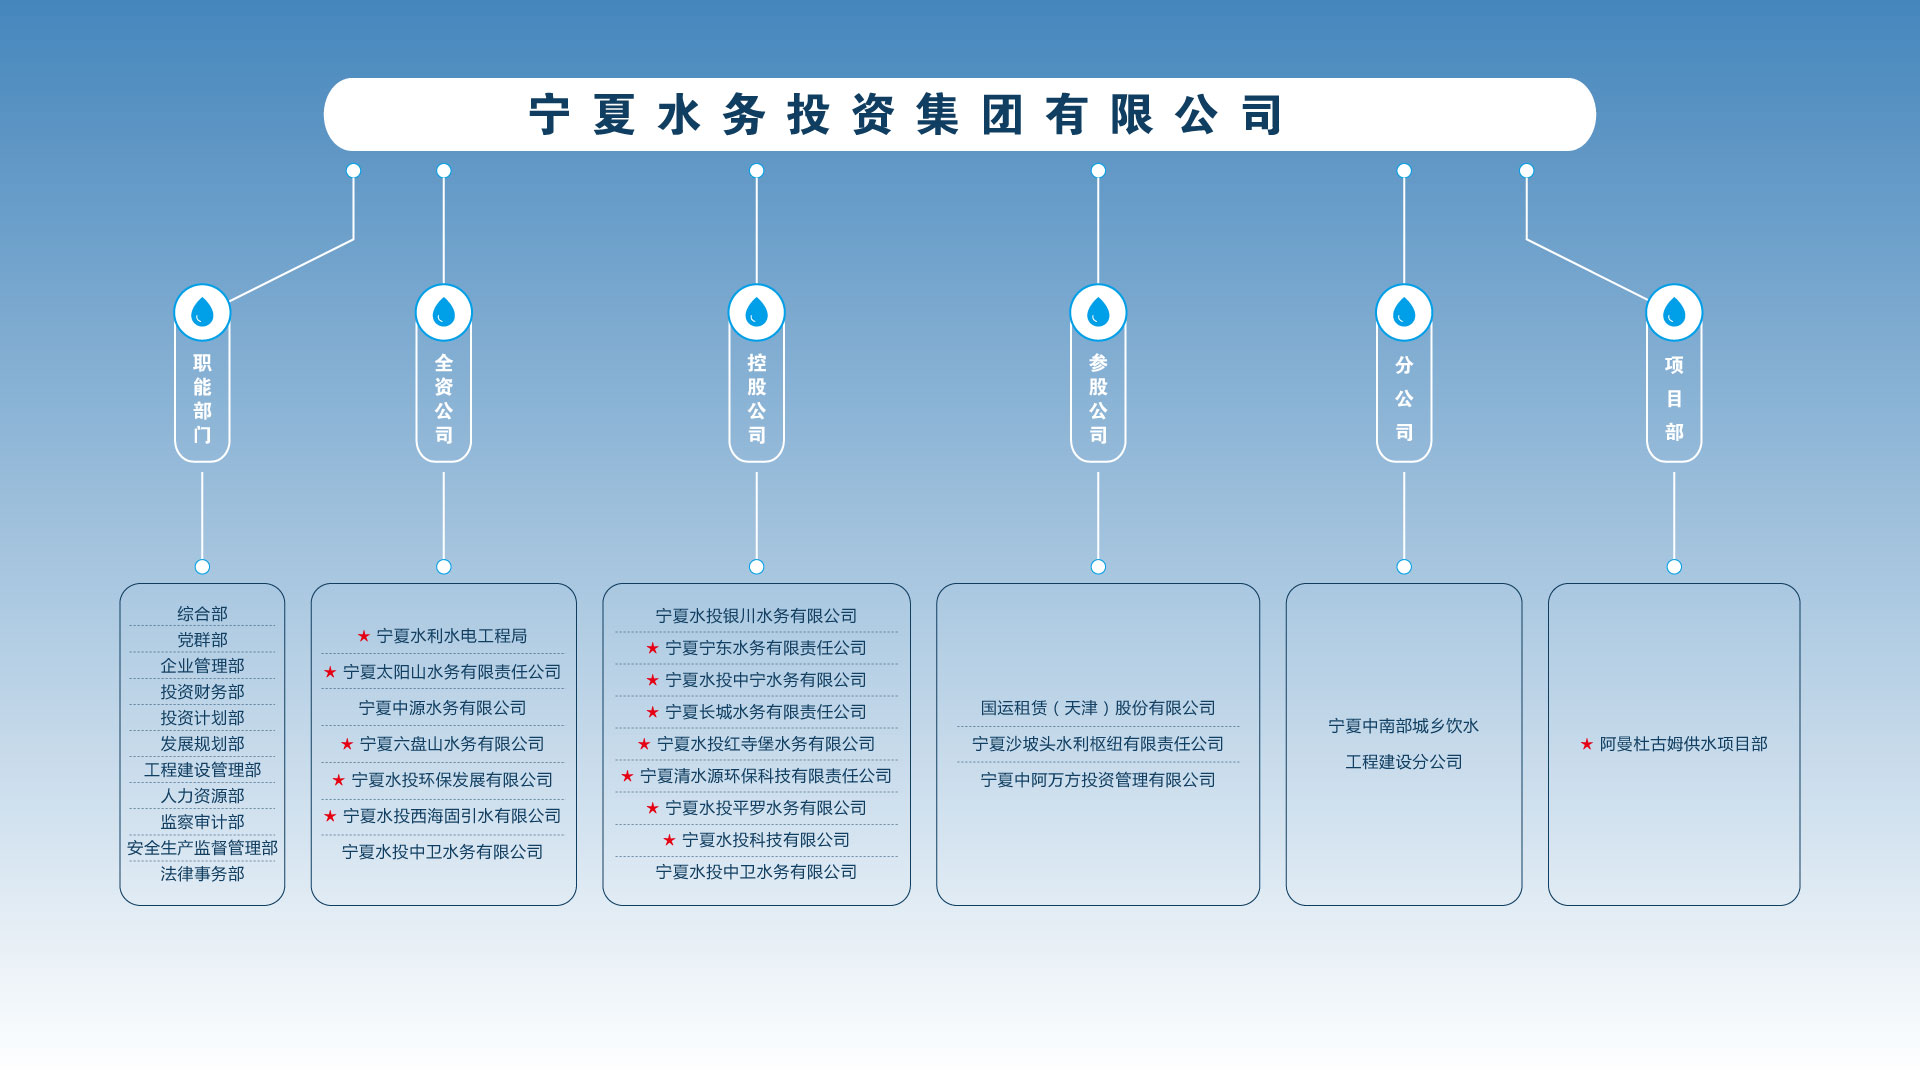 宁夏水务投资集团有限公司
职能部门
综合部
党群部
企业管理部
投资财务部
投资计划部
发展规划部
工程建设管理部
人力资源部
监察审计部
安全生产监督管理部
法律事务部
全资公司
★ 宁夏水利水电工程局
★ 宁夏太阳山水务有限责任公司
宁夏中源水务有限公司
★ 宁夏六盘山水务有限公司
★ 宁夏水投环保发展有限公司
★ 宁夏水投西海固引水有限公司
宁夏水投中卫水务有限公司
控股公司
宁夏水投银川水务有限公司
★ 宁夏宁东水务有限责任公司
★ 宁夏水投中宁水务有限公司
★ 宁夏长城水务有限责任公司
★ 宁夏水投红寺堡水务有限公司
★ 宁夏清水源环保科技有限责任公司
★ 宁夏水投平罗水务有限公司
★ 宁夏水投科技有限公司
宁夏水投中卫水务有限公司
参股公司
国运租赁（天津）股份有限公司
宁夏沙坡头水利枢纽有限责任公司
宁夏中阿万方投资管理有限公司
分公司
宁夏中南部城乡饮水
工程建设分公司
项目部
★ 阿曼杜古姆供水项目部